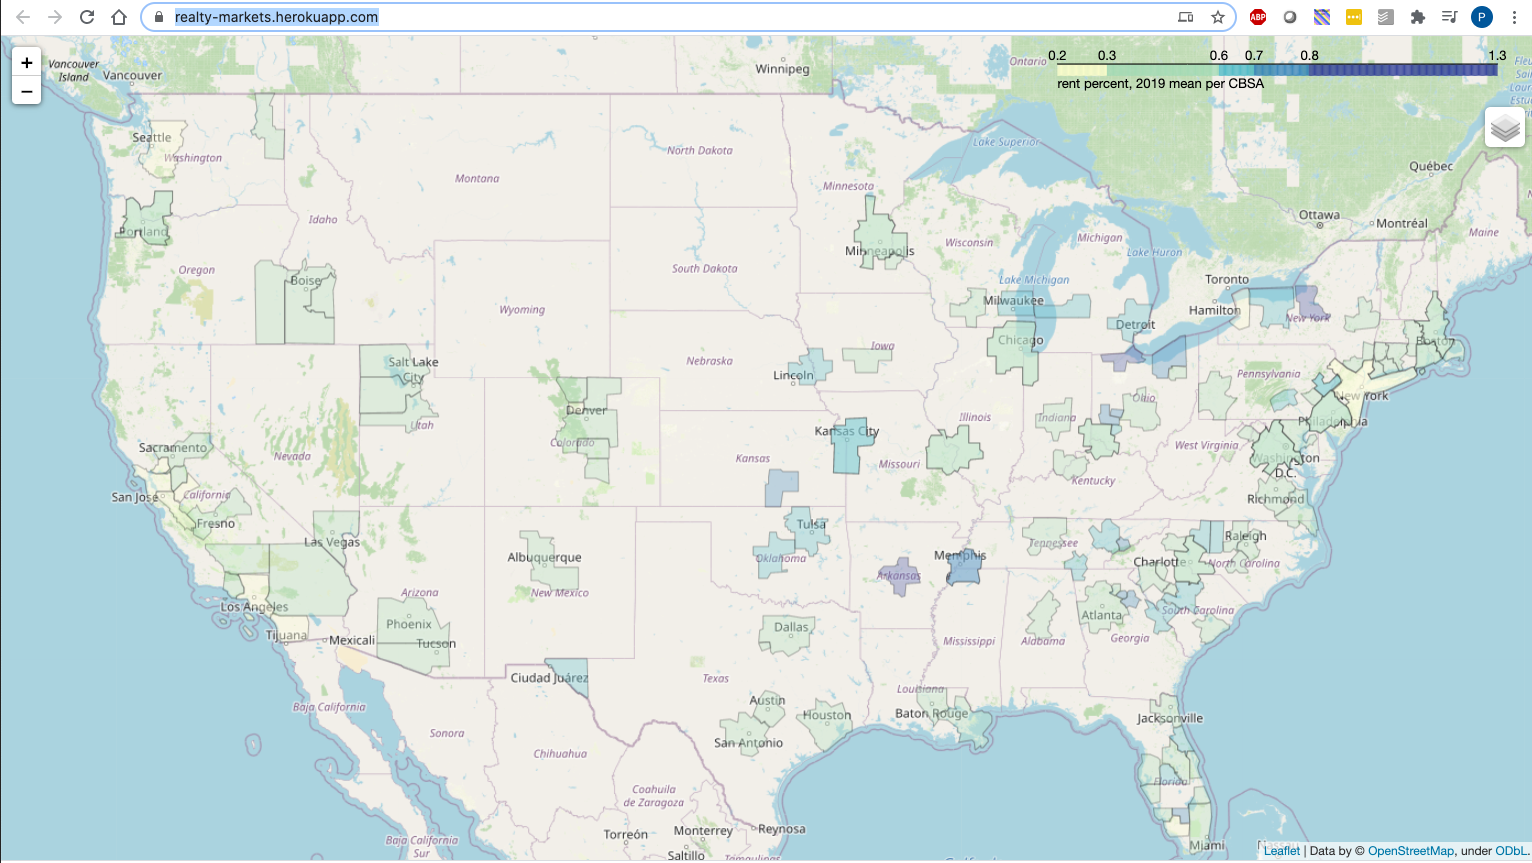 realty-markets.herokuapp.com
ABP
P
+
−
0.2 0.3 0.6 0.7 0.8 1.3
rent percent, 2019 mean per CBSA
Vancouver
Island
Vancouver
Winnipeg
Ontario
Seattle
Washington
North Dakota
Montana
Minnesota
Lake Superior
Québec
Ottawa
Montréal
Maine
Portland
Idaho
Oregon
Boise
South Dakota
Minneapolis
Wisconsin
Michigan
Lake Huron
Toronto
Lake Michigan
Wyoming
Milwaukee
Hamilton
New York
Detroit
Boston
Salt Lake
City
Nebraska
Iowa
Chicago
Lincoln
Pennsylvania
New York
Denver
Utah
Colorado
Illinois
Indiana
Ohio
Philadelphia
Sacramento
Nevada
Kansas City
Kansas
Missouri
West Virginia
Washington
D.C.
San Jose
California
Kentucky
Richmond
Fresno
Las Vegas
Tulsa
Tennessee
Raleigh
Albuquerque
Oklahoma
Memphis
Charlotte
North Carolina
Arizona
New Mexico
Arkansas
Los Angeles
Phoenix
Dallas
Atlanta
South Carolina
Tijuana
Mexicali
Tucson
Mississippi
Alabama
Georgia
Ciudad Juárez
Texas
Louisiana
Baja California
Austin
Houston
Baton Rouge
Jacksonville
Sonora
San Antonio
Chihuahua
Florida
Coahuila
de Zaragoza
Torreón
Monterrey
Reynosa
Baja California
Sur
Saltillo
Tamaulipas
Miami
Leaflet | Data by © OpenStreetMap, under ODbL.